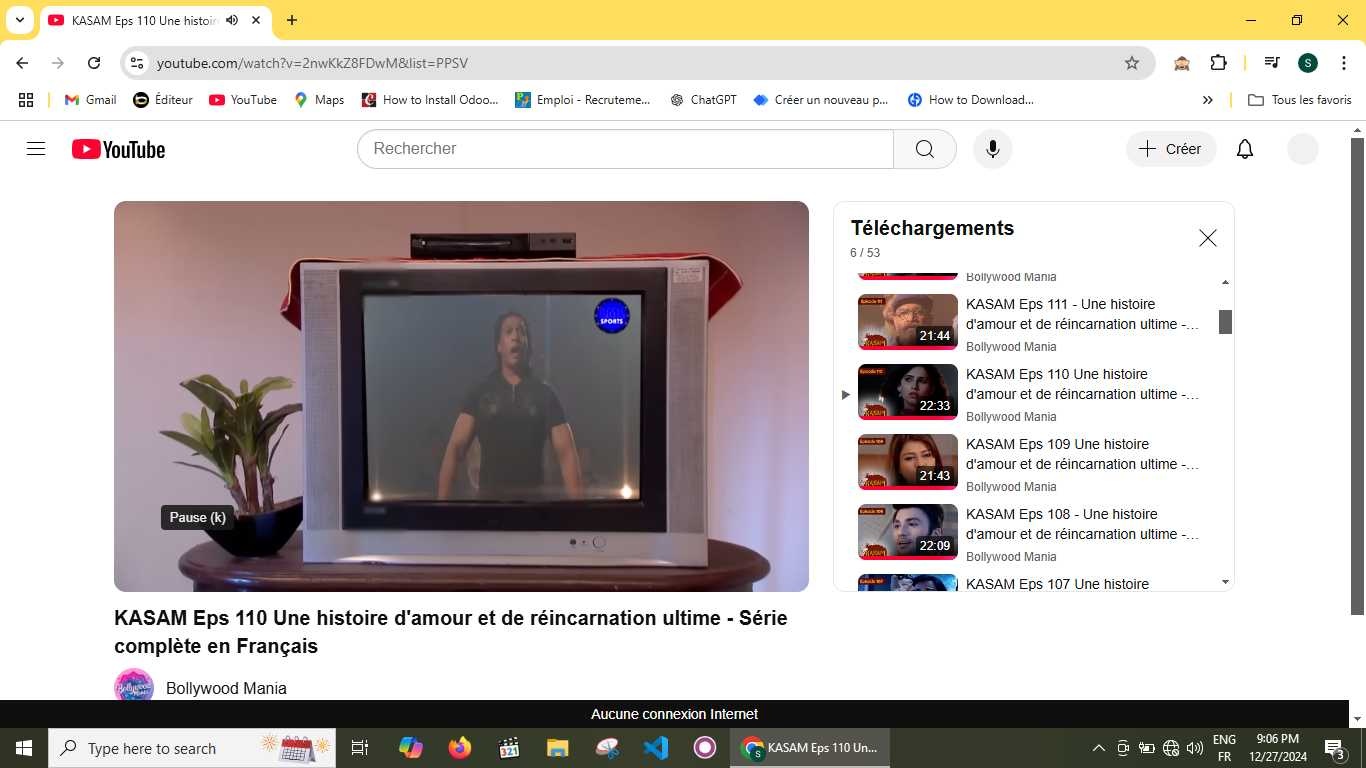 KASAM Eps 110 Une histoir
youtube.com/watch?v=2nwKkZ8FDwM&list=PPSV
S
Gmail
Éditeur
YouTube
Maps
How to Install Odoo...
Emploi - Recruteme...
ChatGPT
Créer un nouveau p...
How to Download...
Tous les favoris
YouTube
Rechercher
Créer
SPORTS
Pause (k)
KASAM Eps 110 Une histoire d'amour et de réincarnation ultime - Série
complète en Français
Bollywood Mania
Téléchargements
6 / 53
Bollywood Mania
21:44
KASAM Eps 111 - Une histoire
d'amour et de réincarnation ultime -...
Bollywood Mania
22:33
KASAM Eps 110 Une histoire
d'amour et de réincarnation ultime -...
Bollywood Mania
21:43
KASAM Eps 109 Une histoire
d'amour et de réincarnation ultime -...
Bollywood Mania
22:09
KASAM Eps 108 - Une histoire
d'amour et de réincarnation ultime -...
Bollywood Mania
KASAM Eps 107 Une histoire
Aucune connexion Internet
Type here to search
KASAM Eps 110 Un...
ENG
FR
9:06 PM
12/27/2024
3